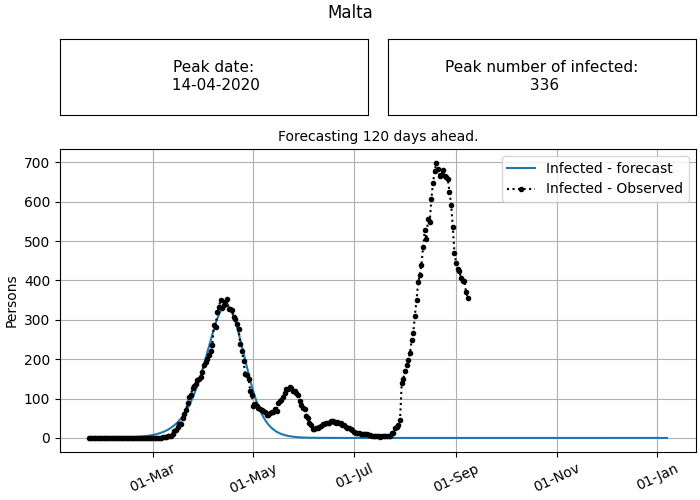 Malta
Peak date:
14-04-2020
Peak number of infected:
336
Forecasting 120 days ahead.
Infected - forecast
Infected - Observed
Persons
700
600
500
400
300
200
100
0
01-Mar
01-May
01-Jul
01-Sep
01-Nov
01-Jan